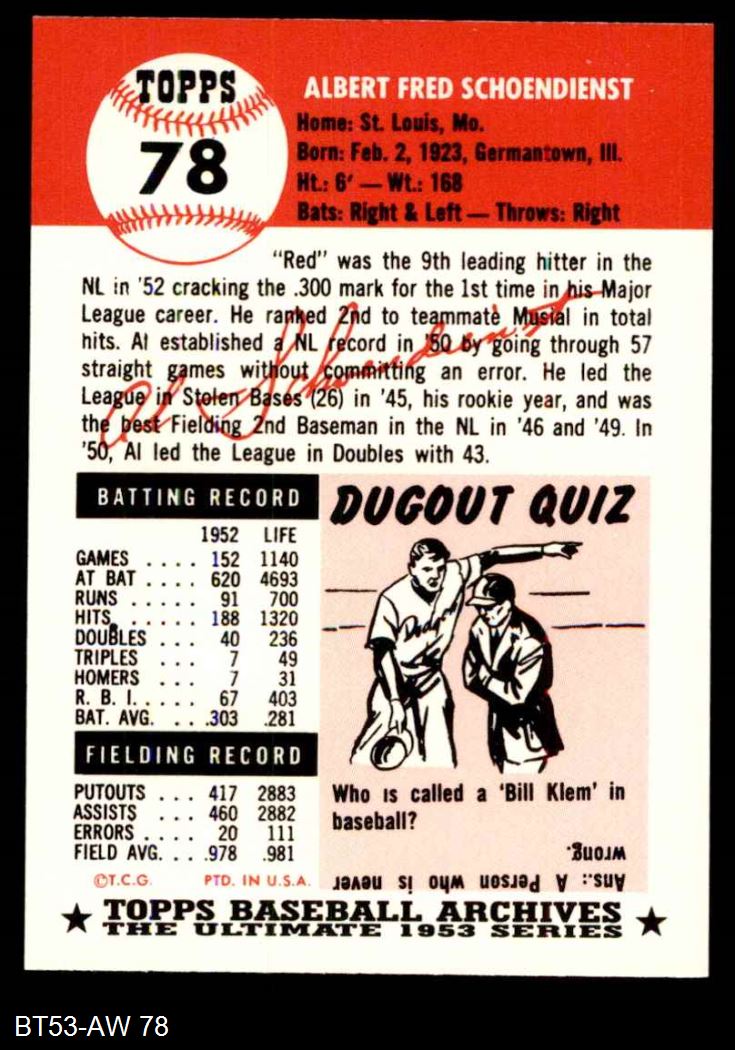 TOPPS
78
ALBERT FRED SCHOENDIENST
Home: St. Louis, Mo.
Born: Feb. 2, 1923, Germantown, Ill.
Ht.: 6' — Wt.: 168
Bats: Right & Left — Throws: Right
"Red" was the 9th leading hitter in the
NL in '52 cracking the .300 mark for the 1st time in his Major
League career. He ranked 2nd to teammate Musial in total
hits. Al established a NL record in '50 by going through 57
straight games without committing an error. He led the
League in Stolen Bases (26) in '45, his rookie year, and was
the best Fielding 2nd Baseman in the NL in '46 and '49. In
'50, Al led the League in Doubles with 43.
Al Schoendienst
BATTING RECORD
1952 LIFE
GAMES . . . . 152 1140
AT BAT . . . . 620 4693
RUNS . . . . . 91 700
HITS . . . . . 188 1320
DOUBLES . . . 40 236
TRIPLES . . . 7 49
HOMERS . . . 7 31
R. B. I. . . . . 67 403
BAT. AVG. . . .303 .281
FIELDING RECORD
PUTOUTS . . . 417 2883
ASSISTS . . . 460 2882
ERRORS . . . . 20 111
FIELD AVG. . . .978 .981
©T.C.G. PTD. IN U.S.A.
DUGOUT QUIZ
Dodgers
Who is called a 'Bill Klem' in
baseball?
Ans.: A Person who is never
wrong.
★ TOPPS BASEBALL ARCHIVES ★
THE ULTIMATE 1953 SERIES
BT53-AW 78